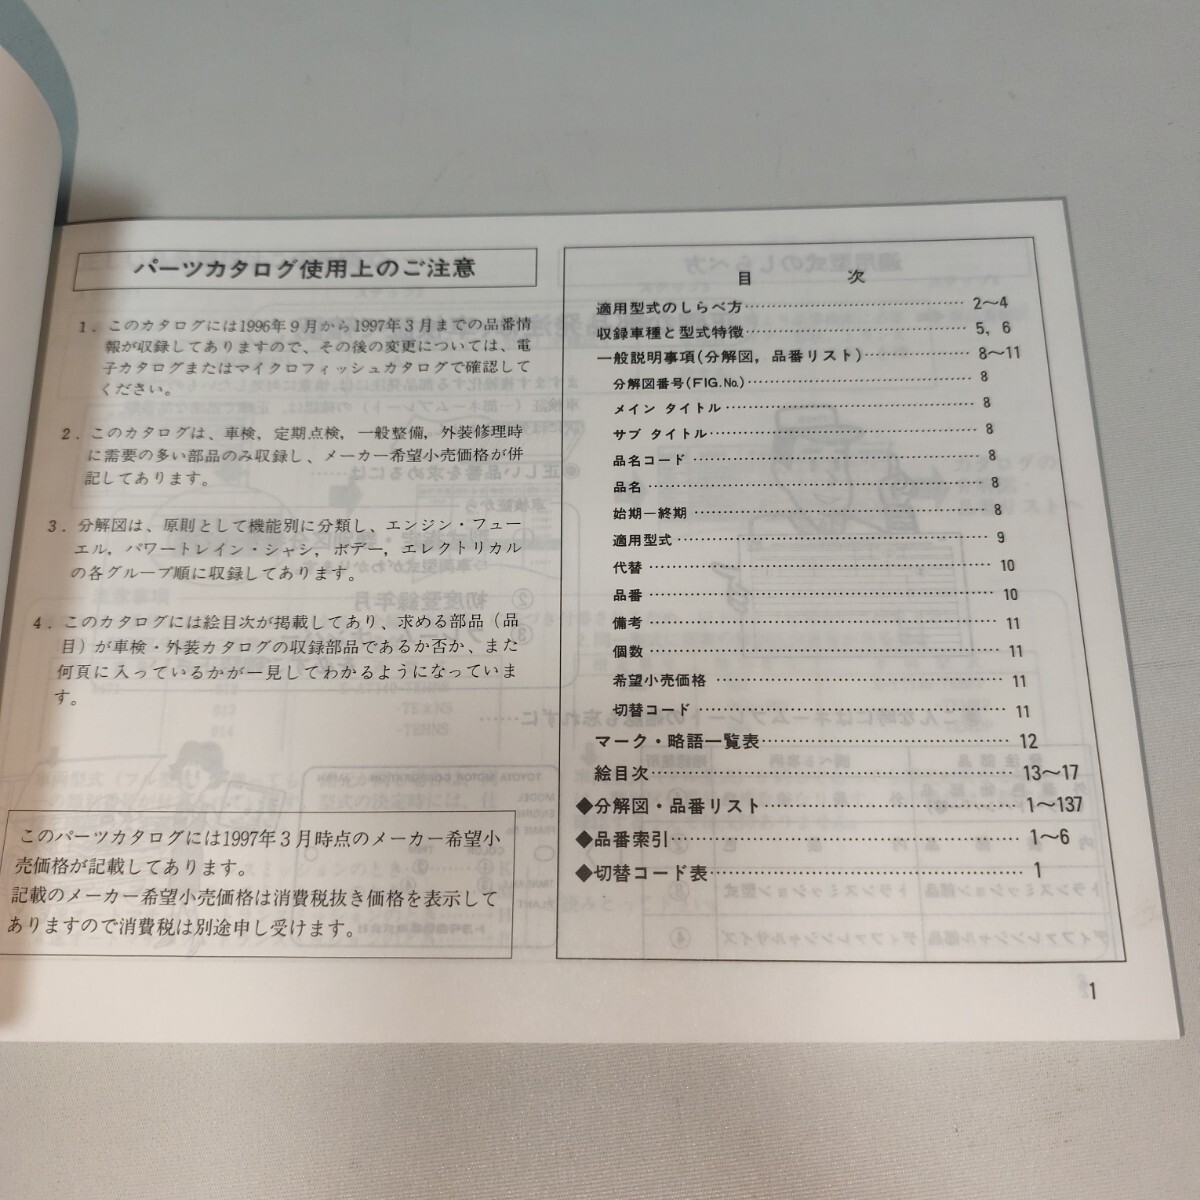 パーツカタログ使用上のご注意
1．このカタログには1996年9月から1997年3月までの品番情
報が収録してありますので、その後の変更については、電
子カタログまたはマイクロフィッシュカタログで確認して
ください。
2．このカタログは、車検，定期点検，一般整備，外装修理時
に需要の多い部品のみ収録し、メーカー希望小売価格が併
記してあります。
3．分解図は、原則として機能別に分類し、エンジン・フュー
エル，パワートレイン・シャシ，ボデー，エレクトリカル
の各グループ順に収録してあります。
4．このカタログには絵目次が掲載してあり、求める部品（品
目）が車検・外装カタログの収録部品であるか否か、また
何頁に入っているかが一見してわかるようになっていま
す。
このパーツカタログには1997年3月時点のメーカー希望小
売価格が記載してあります。
記載のメーカー希望小売価格は消費税抜き価格を表示して
ありますので消費税は別途申し受けます。
目 次
適用型式のしらべ方………………………… 2～4
収録車種と型式特徴………………………… 5, 6
一般説明事項(分解図，品番リスト)…………… 8～11
分解図番号(FIG.No.)………………………… 8
メイン タイトル………………………… 8
サブ タイトル………………………… 8
品名コード………………………… 8
品名………………………… 8
始期ー終期………………………… 8
適用型式………………………… 9
代替………………………… 10
品番………………………… 10
備考………………………… 11
個数………………………… 11
希望小売価格………………………… 11
切替コード………………………… 11
マーク・略語一覧表………………………… 12
絵目次………………………… 13～17
◆分解図・品番リスト………………………… 1～137
◆品番索引………………………… 1～6
◆切替コード表………………………… 1
1